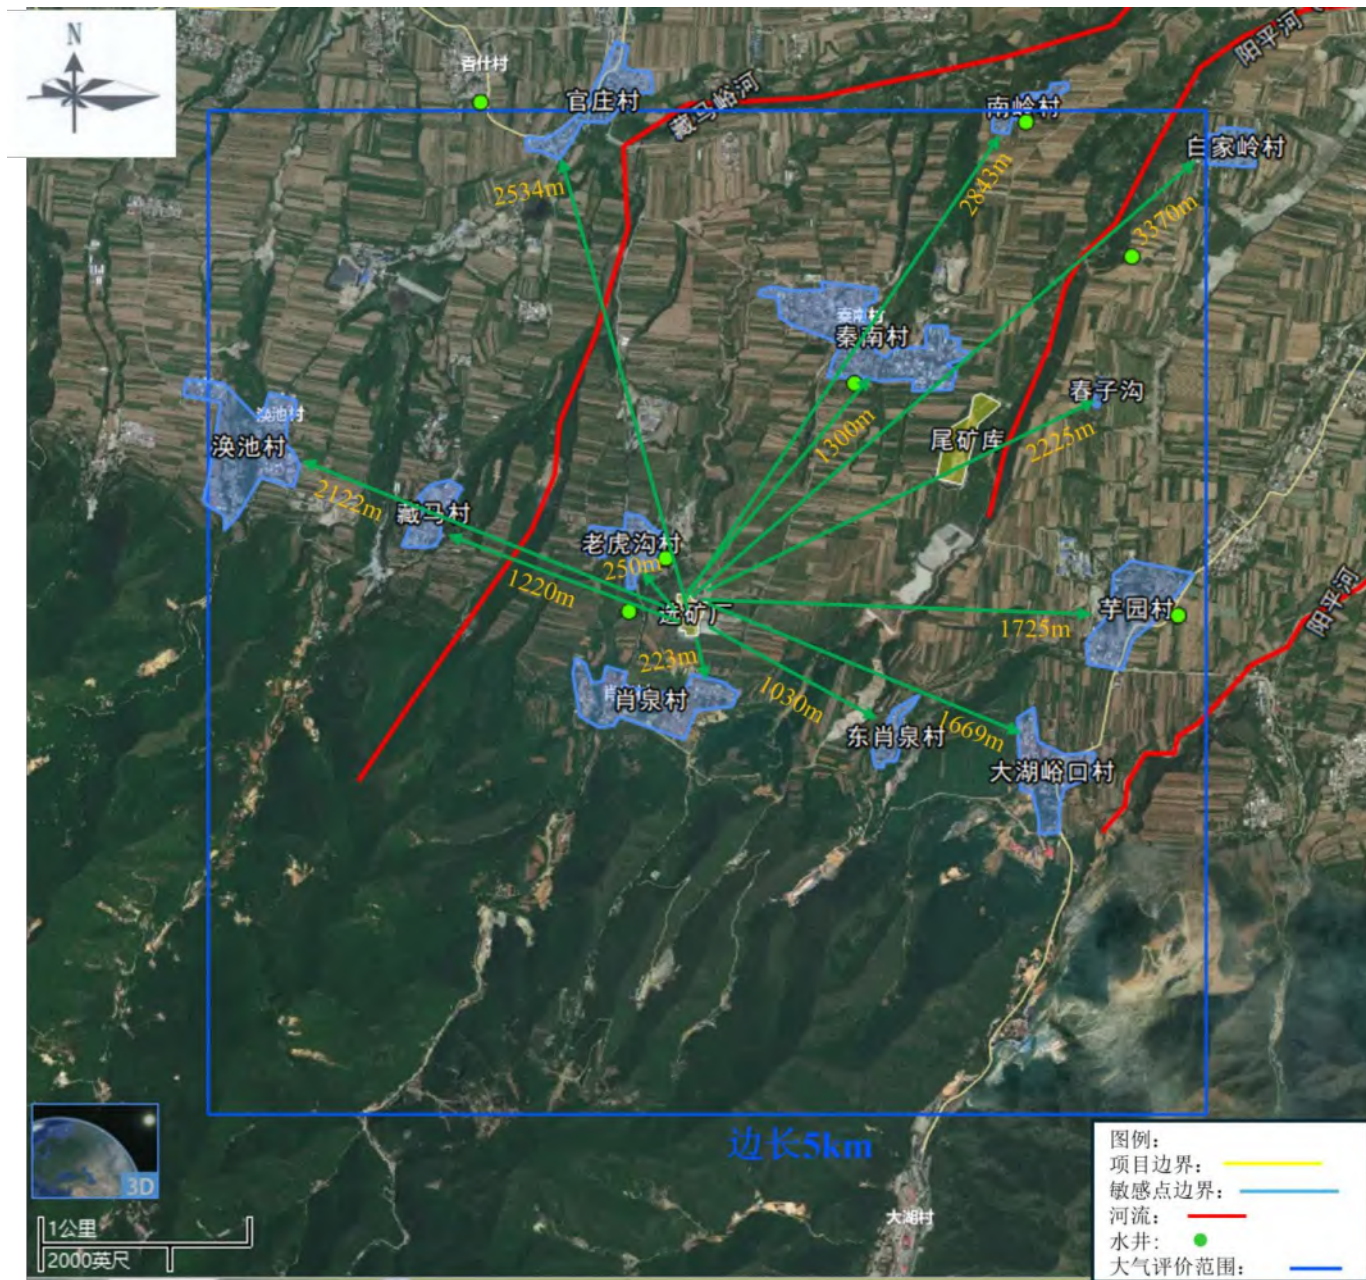 N
阳平河
百什村
官庄村
藏马峪河
南岭村
白家岭村
2534m
2843m
3370m
秦南村
秦南村
春子沟
涣池村
涣池村
尾矿库
1300m
2225m
2122m
藏马村
老虎沟村
250m
1220m
选矿厂
芋园村
1725m
阳平河
223m
肖泉村
1030m
东肖泉村
1669m
大湖峪口村
边长5km
3D
1公里
2000英尺
大湖村
图例：
项目边界：
敏感点边界：
河流：
水井：
大气评价范围：